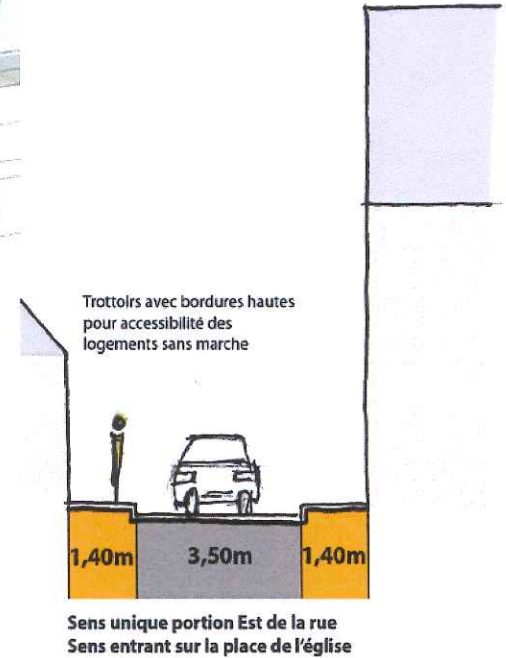 Trottoirs avec bordures hautes
pour accessibilité des
logements sans marche
1,40m 3,50m 1,40m
Sens unique portion Est de la rue
Sens entrant sur la place de l'église